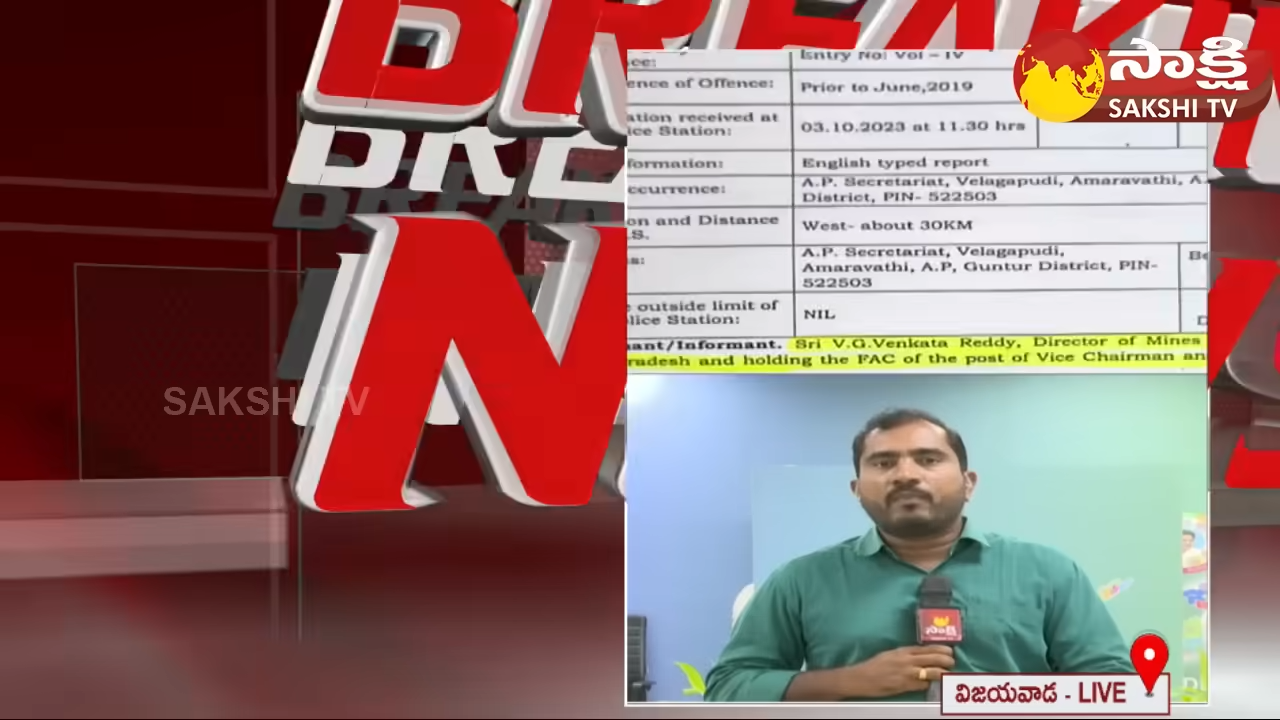 BREAKI
సాక్షి
SAKSHI TV
BREA
BREAK
N
Entry No: Vol – IV
ence of Offence:
Prior to June,2019
ation received at
ice Station:
03.10.2023 at 11.30 hrs
formation:
English typed report
ccurrence:
A.P. Secretariat, Velagapudi, Amaravathi, A.
District, PIN- 522503
on and Distance
.S.
West- about 30KM
A.P. Secretariat, Velagapudi,
Amaravathi, A.P, Guntur District, PIN-
522503
outside limit of
lice Station:
NIL
nant/Informant. Sri V.G.Venkata Reddy, Director of Mines
radesh and holding the FAC of the post of Vice Chairman an
SAKSHI TV
సాక్షి
విజయవాడ - LIVE